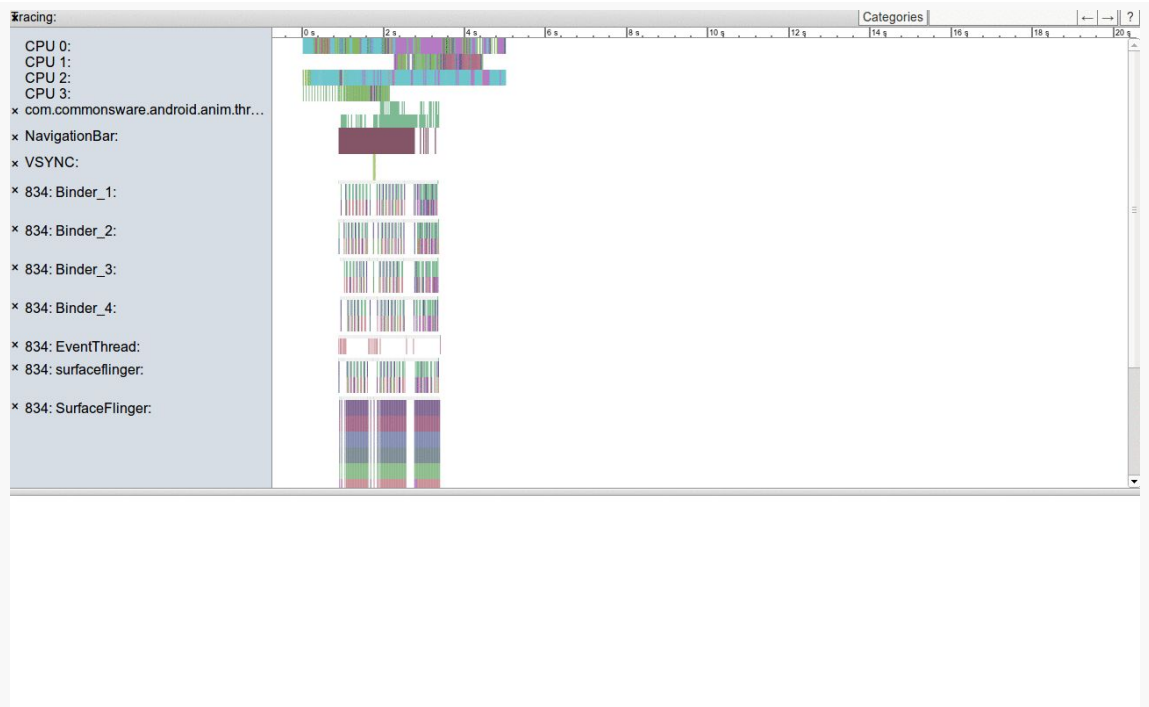 Tracing:
Categories
← → ?
0 s 2 s 4 s 6 s 8 s 10 s 12 s 14 s 16 s 18 s 20 s
CPU 0:
CPU 1:
CPU 2:
CPU 3:
× com.commonsware.android.anim.thr…
× NavigationBar:
× VSYNC:
× 834: Binder_1:
× 834: Binder_2:
× 834: Binder_3:
× 834: Binder_4:
× 834: EventThread:
× 834: surfaceflinger:
× 834: SurfaceFlinger: